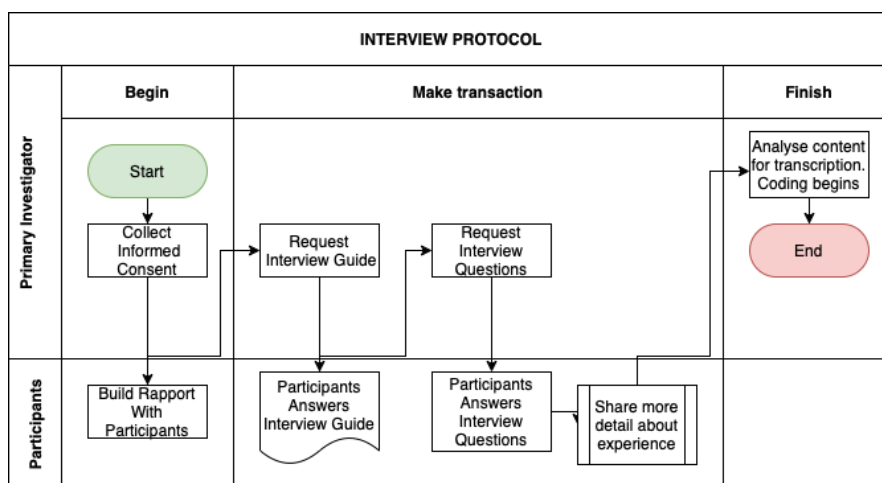 INTERVIEW PROTOCOL
Begin
Make transaction
Finish
Primary Investigator
Start
Collect
Informed
Consent
Request
Interview Guide
Request
Interview
Questions
Analyse content
for transcription.
Coding begins
End
Participants
Build Rapport
With
Participants
Participants
Answers
Interview Guide
Participants
Answers
Interview
Questions
Share more
detail about
experience